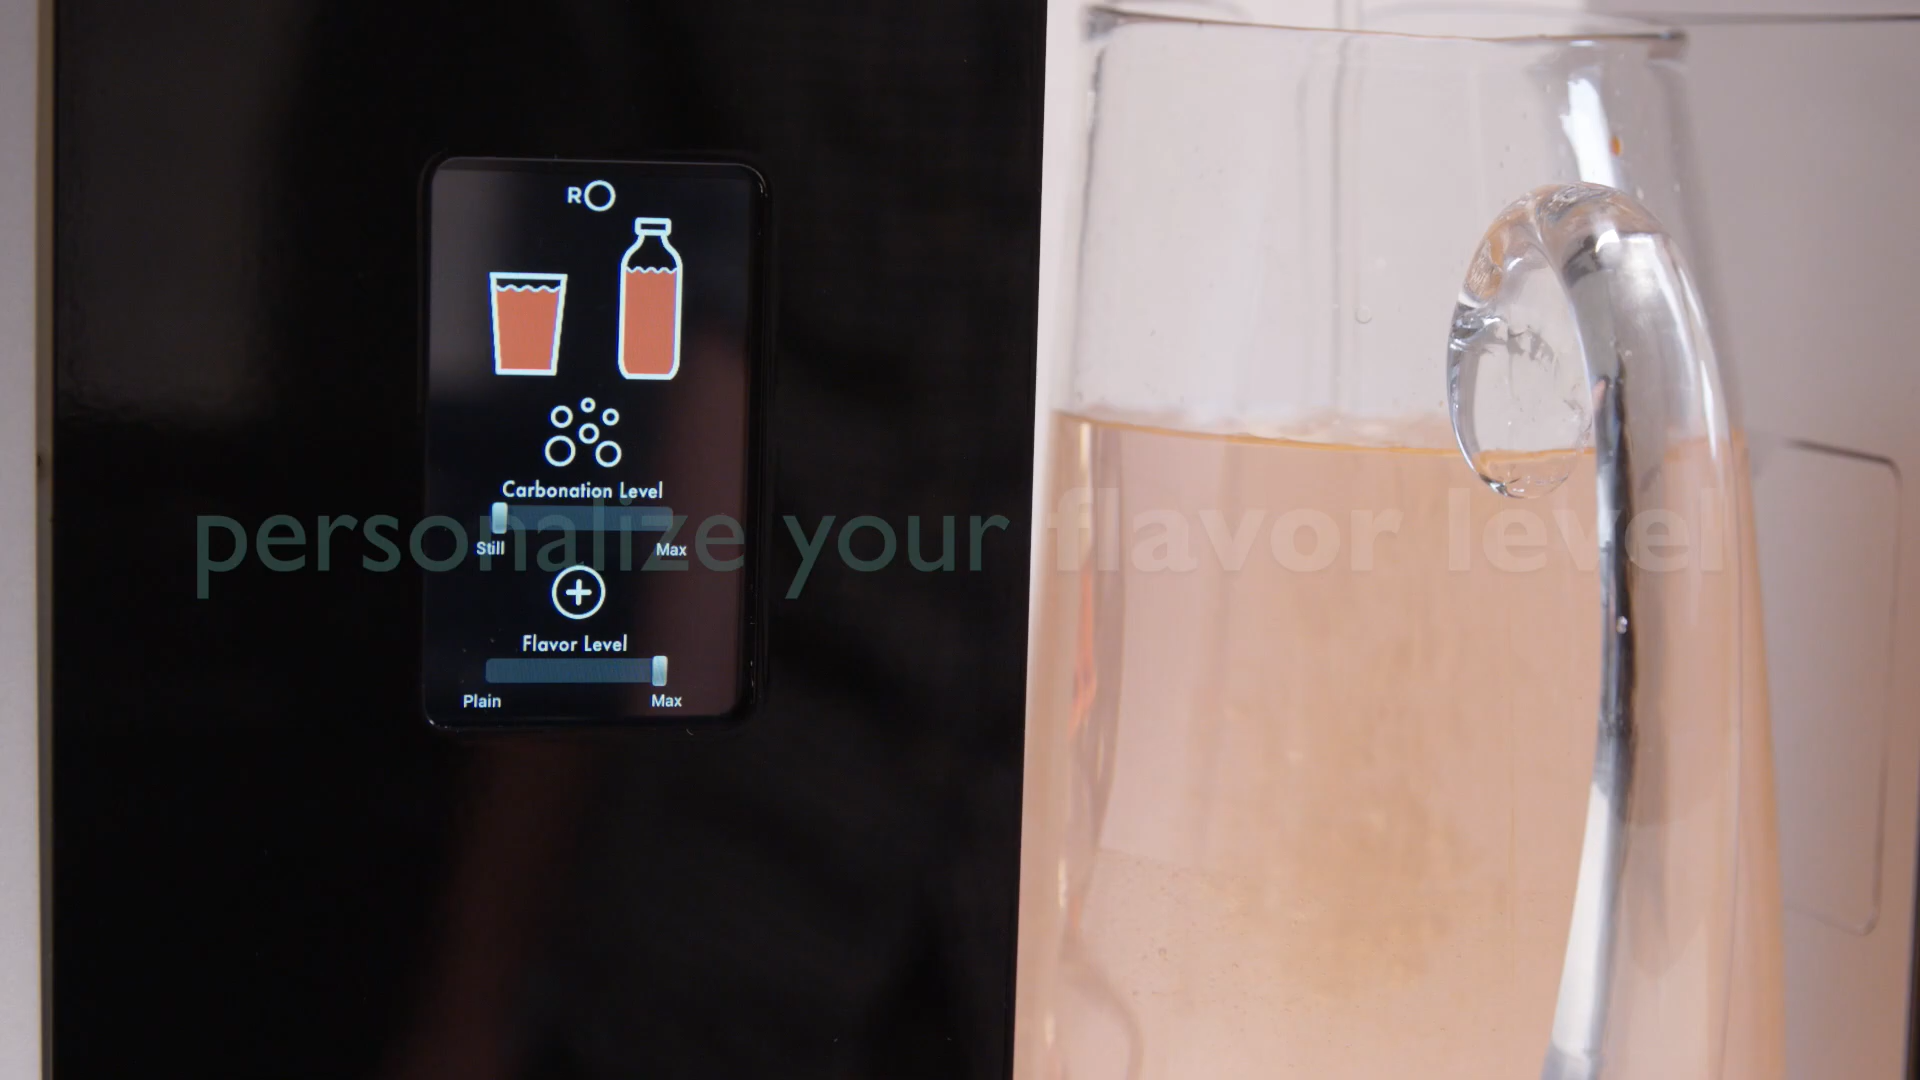 RO
Carbonation Level
Still Max
personalize your flavor level
Flavor Level
Plain Max